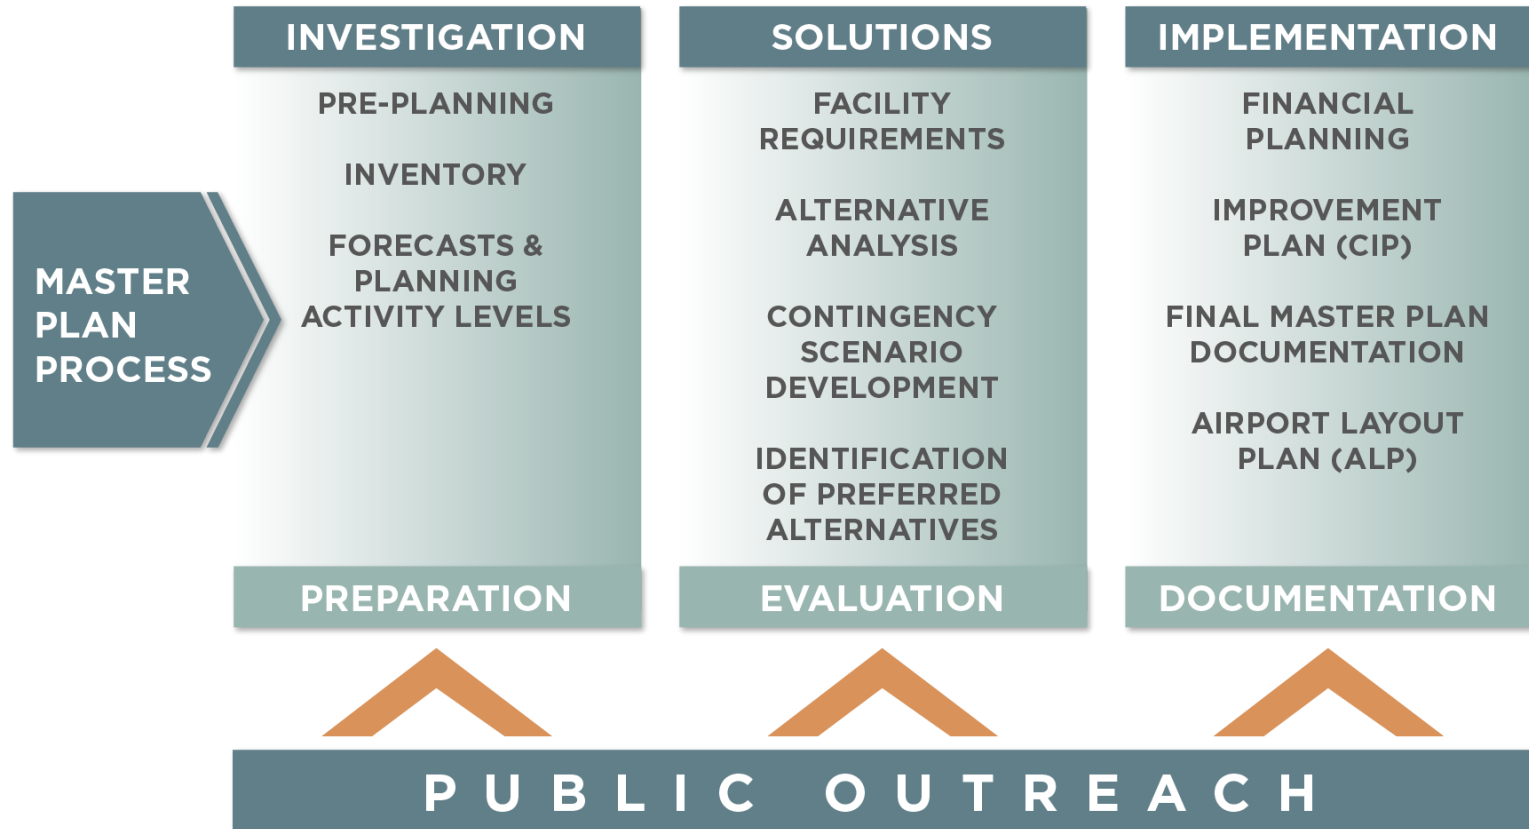 MASTER
PLAN
PROCESS
INVESTIGATION
PRE-PLANNING
INVENTORY
FORECASTS &
PLANNING
ACTIVITY LEVELS
PREPARATION
SOLUTIONS
FACILITY
REQUIREMENTS
ALTERNATIVE
ANALYSIS
CONTINGENCY
SCENARIO
DEVELOPMENT
IDENTIFICATION
OF PREFERRED
ALTERNATIVES
EVALUATION
IMPLEMENTATION
FINANCIAL
PLANNING
IMPROVEMENT
PLAN (CIP)
FINAL MASTER PLAN
DOCUMENTATION
AIRPORT LAYOUT
PLAN (ALP)
DOCUMENTATION
PUBLIC OUTREACH